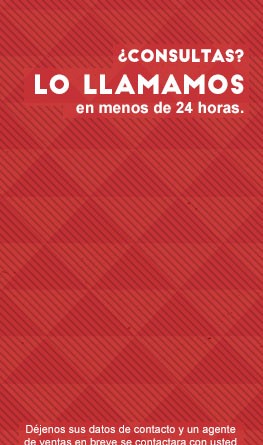 ¿CONSULTAS?
LO LLAMAMOS
en menos de 24 horas.
Déjenos sus datos de contacto y un agente
de ventas en breve se contactara con usted